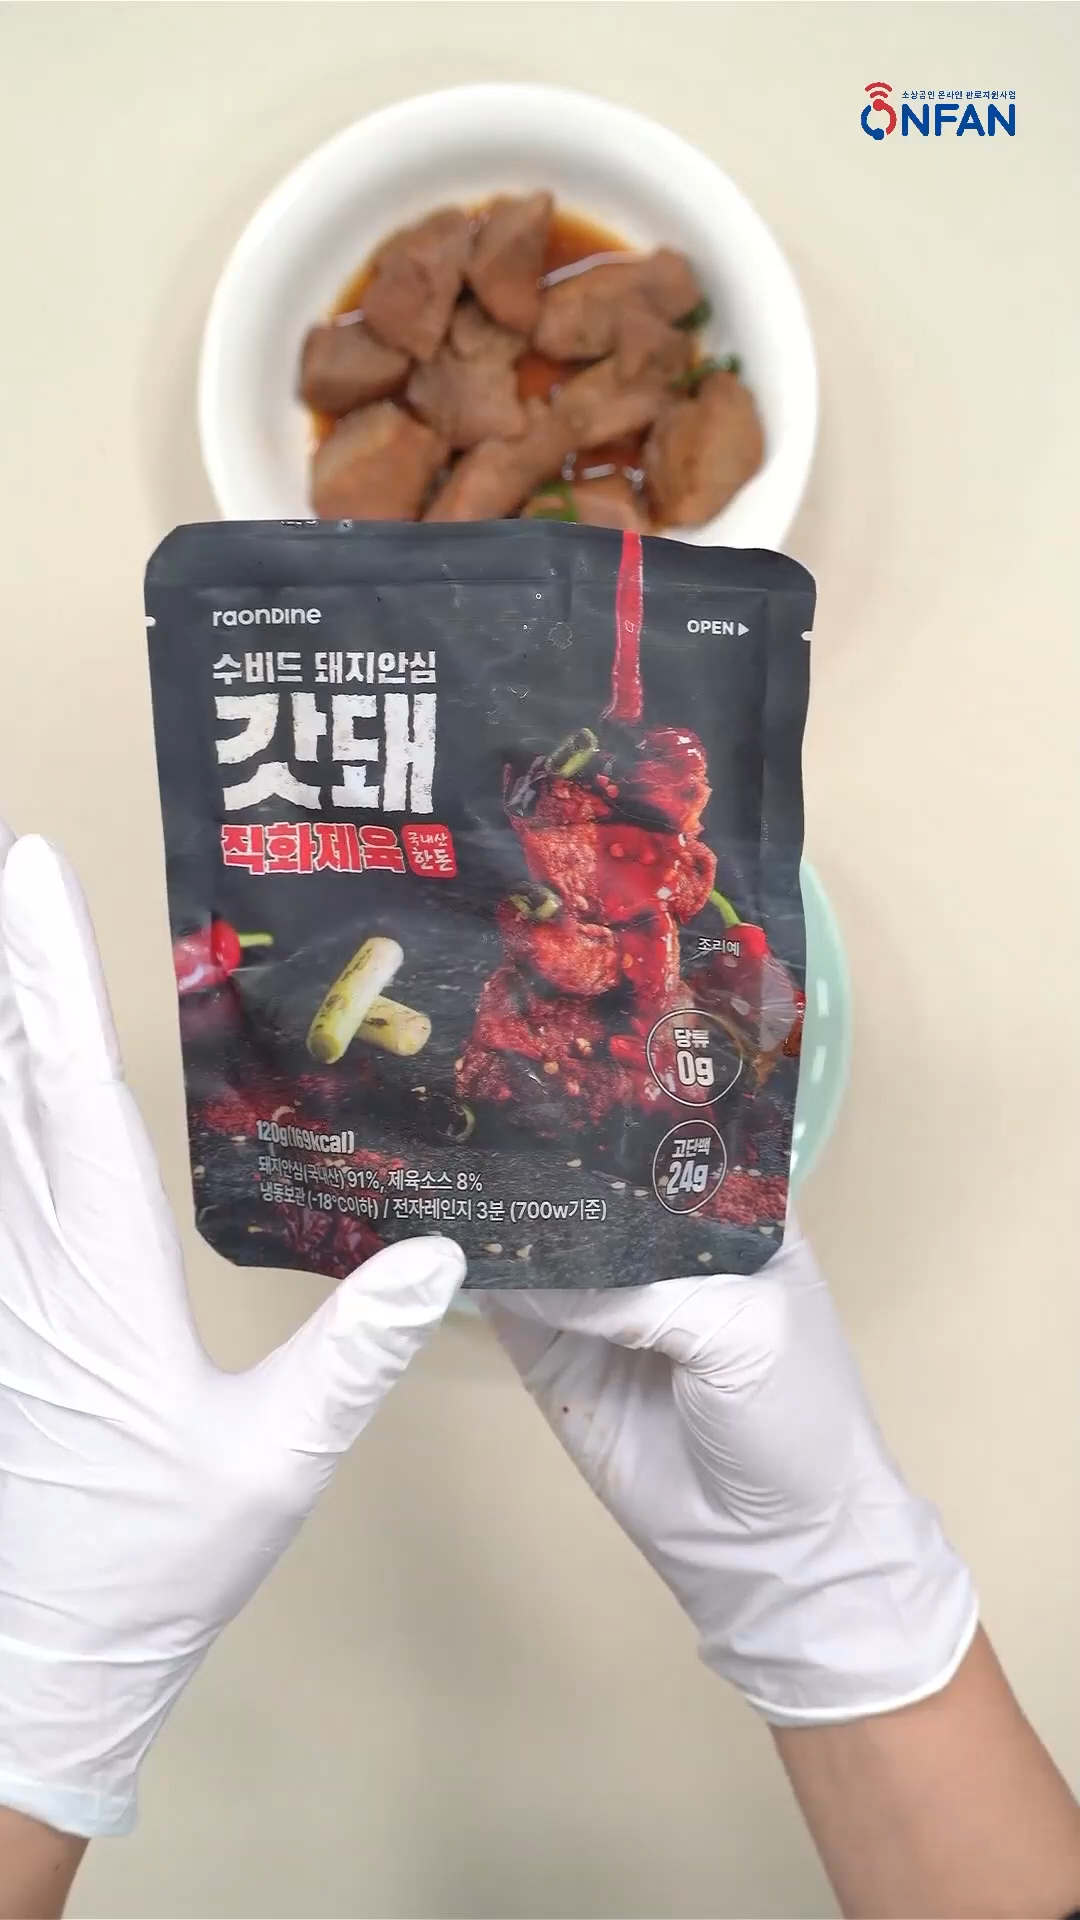 소상공인 온라인 판로지원사업
ONFAN
raonDine
OPEN▶
수비드 돼지안심
갓돼
직화제육
국내산
한돈
조리예
당류
0g
고단백
24g
120g(169kcal)
돼지안심(국내산) 91%, 제육소스 8%
냉동보관 (-18°C이하) / 전자레인지 3분 (700w기준)